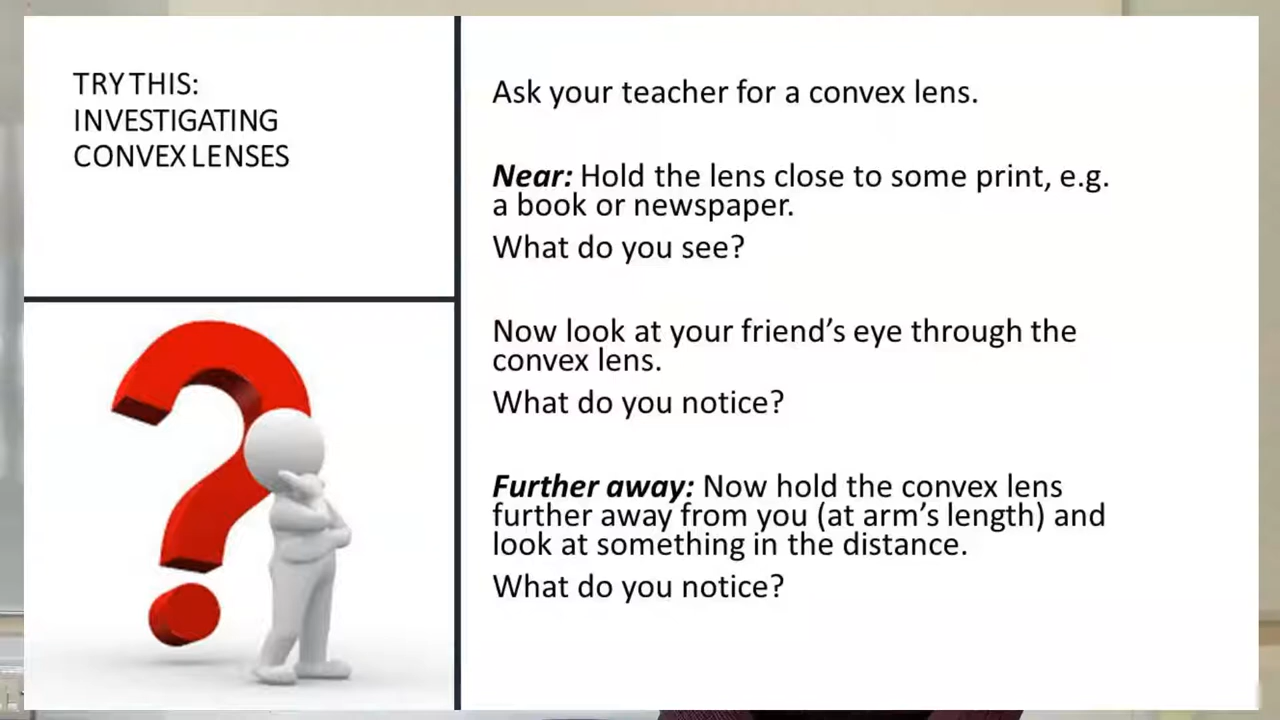 TRY THIS:
INVESTIGATING
CONVEX LENSES
Ask your teacher for a convex lens.
Near: Hold the lens close to some print, e.g.
a book or newspaper.
What do you see?
Now look at your friend’s eye through the
convex lens.
What do you notice?
Further away: Now hold the convex lens
further away from you (at arm’s length) and
look at something in the distance.
What do you notice?